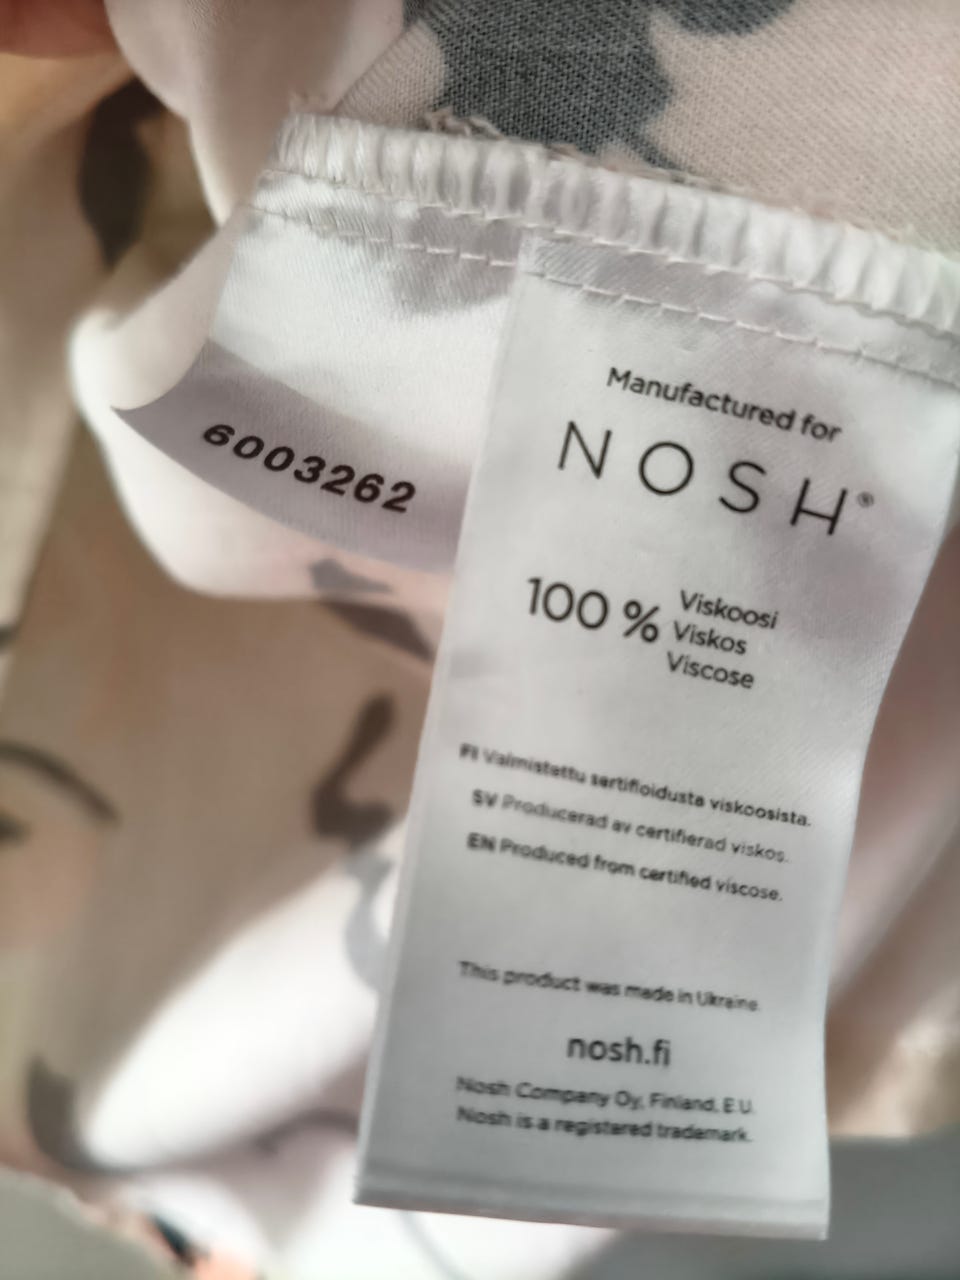 6003262
Manufactured for
NOSH®
100 %
Viskoosi
Viskos
Viscose
FI Valmistettu sertifioidusta viskoosista.
SV Producerad av certifierad viskos.
EN Produced from certified viscose.
This product was made in Ukraine.
nosh.fi
Nosh Company Oy, Finland, E.U.
Nosh is a registered trademark.